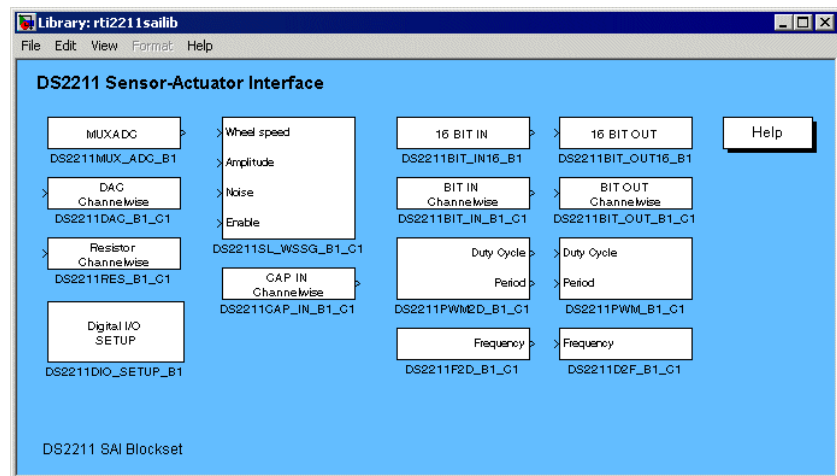 Library: rti2211sailib
File Edit View Format Help
DS2211 Sensor-Actuator Interface
MUXADC
DS2211MUX_ADC_B1
DAC
Channelwise
DS2211DAC_B1_C1
Resistor
Channelwise
DS2211RES_B1_C1
Digital I/O
SETUP
DS2211DIO_SETUP_B1
Wheel speed
Amplitude
Noise
Enable
DS2211SL_WSSG_B1_C1
CAP IN
Channelwise
DS2211CAP_IN_B1_C1
16 BIT IN
DS2211BIT_IN16_B1
BIT IN
Channelwise
DS2211BIT_IN_B1_C1
Duty Cycle
Period
DS2211PWM2D_B1_C1
Frequency
DS2211F2D_B1_C1
16 BIT OUT
DS2211BIT_OUT16_B1
BIT OUT
Channelwise
DS2211BIT_OUT_B1_C1
Duty Cycle
Period
DS2211PWM_B1_C1
Frequency
DS2211D2F_B1_C1
Help
DS2211 SAI Blockset